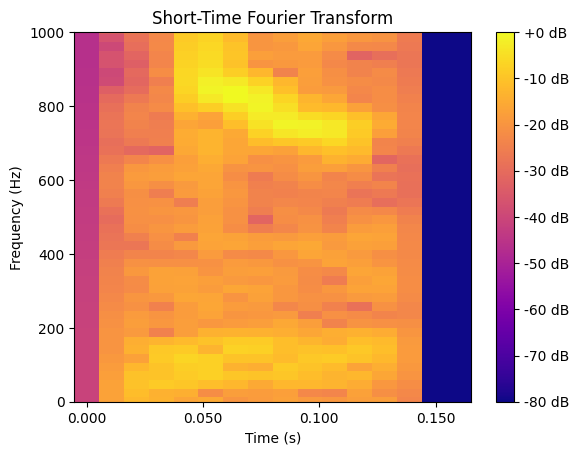 Short-Time Fourier Transform
1000
800
600
400
200
0
Frequency (Hz)
0.000
0.050
0.100
0.150
Time (s)
+0 dB
-10 dB
-20 dB
-30 dB
-40 dB
-50 dB
-60 dB
-70 dB
-80 dB